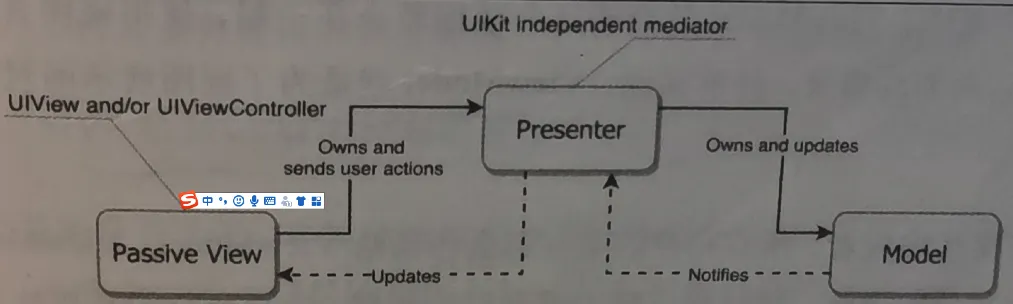 UIKit independent mediator
UIView and/or UIViewController
Presenter
Owns and
sends user actions
Owns and updates
中
Passive View
Model
Updates
Notifies